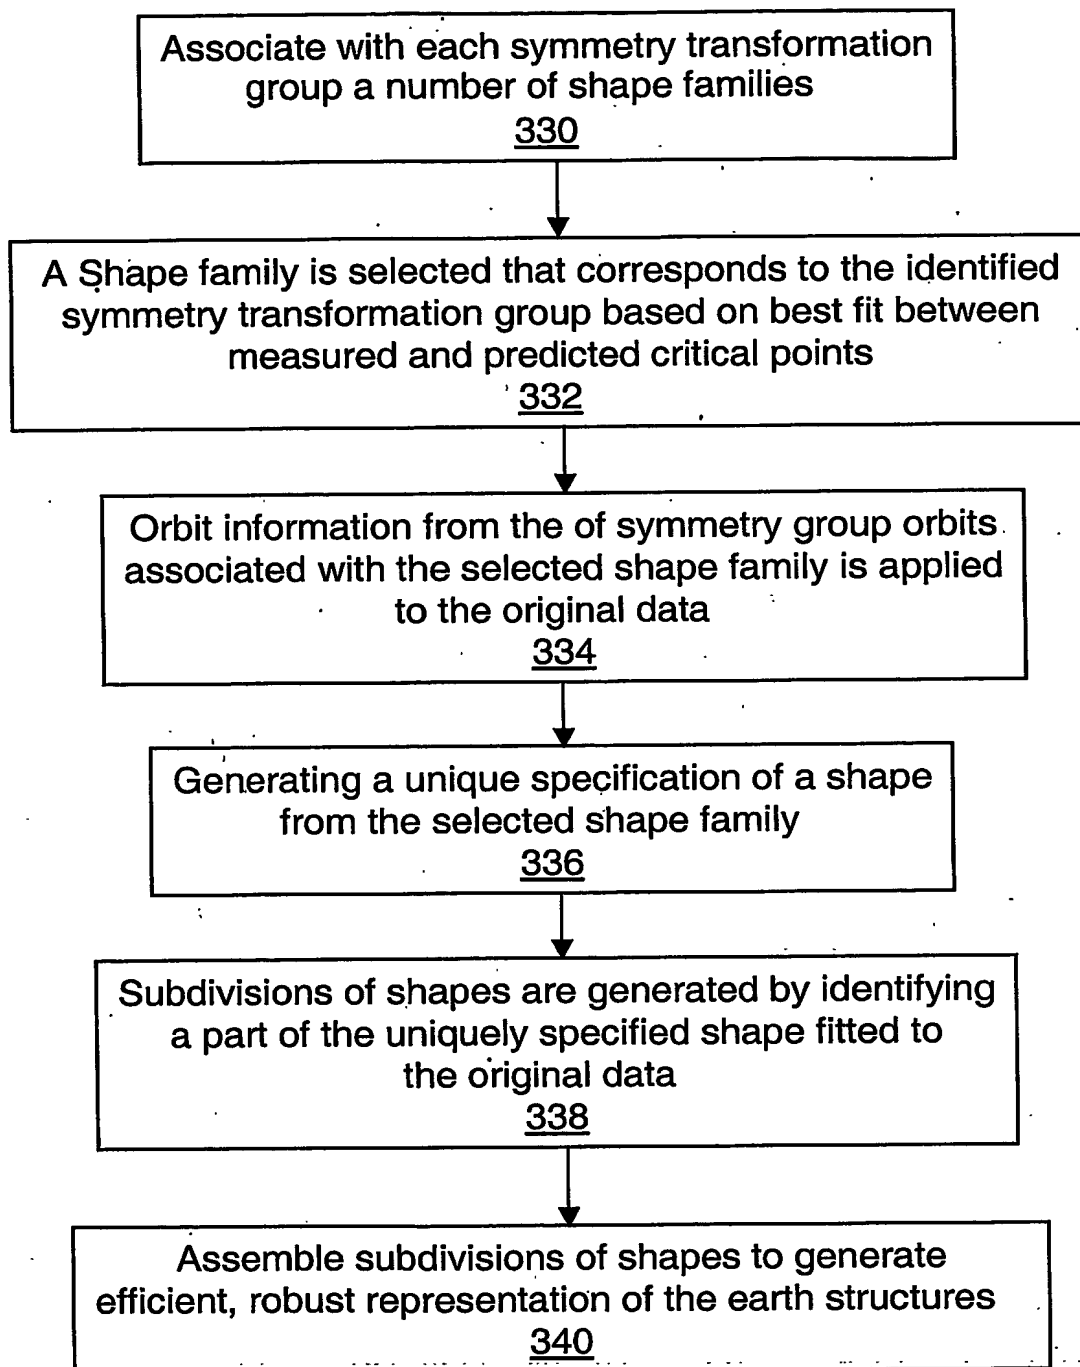 Associate with each symmetry transformation
group a number of shape families
330
A Shape family is selected that corresponds to the identified
symmetry transformation group based on best fit between
measured and predicted critical points
332
Orbit information from the of symmetry group orbits
associated with the selected shape family is applied
to the original data
334
Generating a unique specification of a shape
from the selected shape family
336
Subdivisions of shapes are generated by identifying
a part of the uniquely specified shape fitted to
the original data
338
Assemble subdivisions of shapes to generate
efficient, robust representation of the earth structures
340